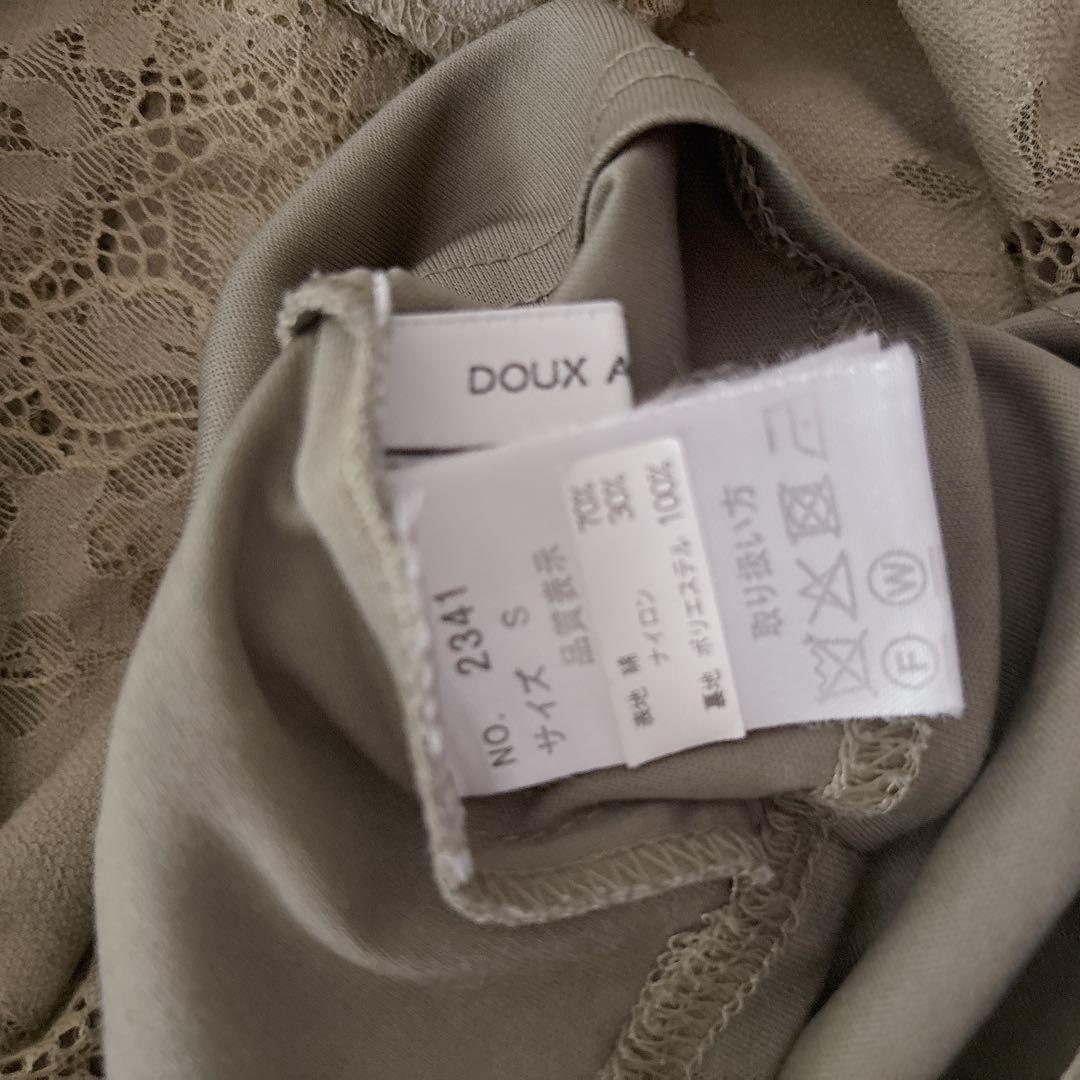 DOUX A
NO. 2341
サイズ S
品質表示
表地 綿 70%
ナイロン 30%
裏地 ポリエステル 100%
取り扱い方
W
F